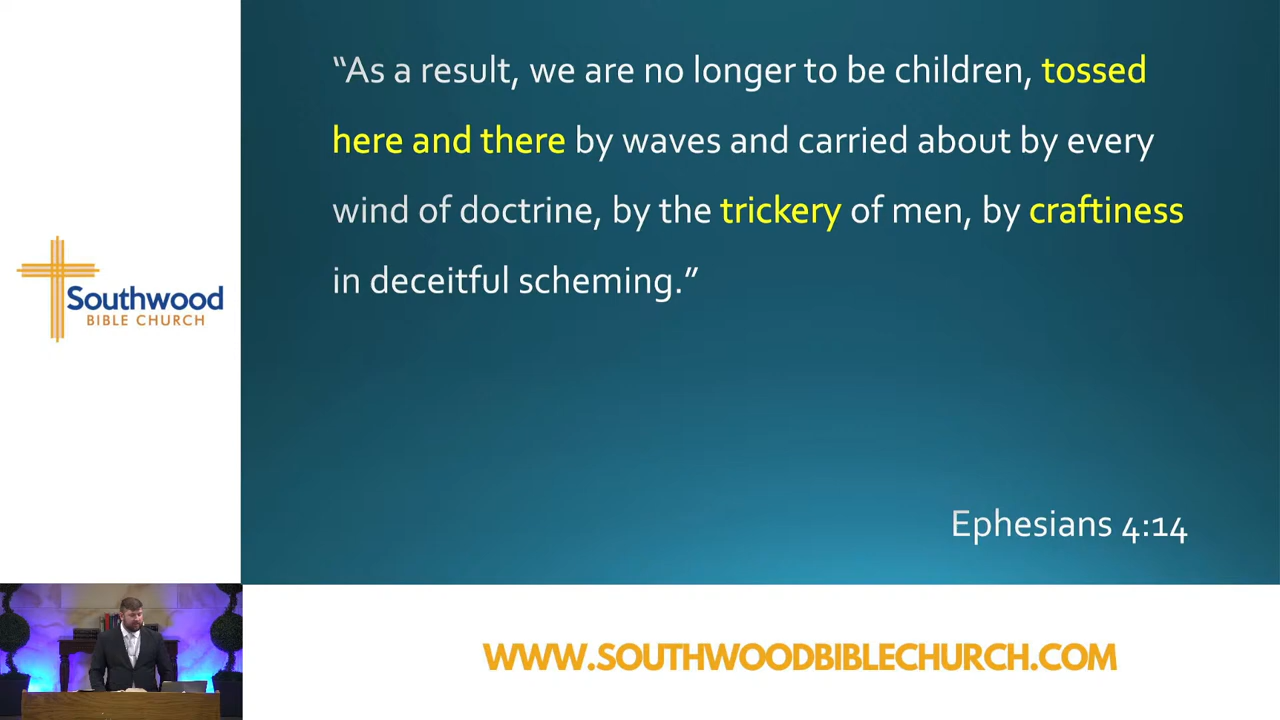 “As a result, we are no longer to be children, tossed
here and there by waves and carried about by every
wind of doctrine, by the trickery of men, by craftiness
in deceitful scheming.”
Southwood
BIBLE CHURCH
Ephesians 4:14
WWW.SOUTHWOODBIBLECHURCH.COM